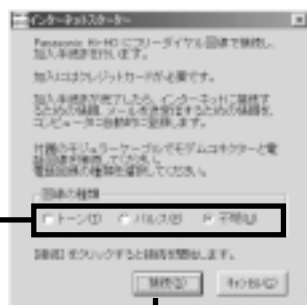 インターネットスターター
Panasonic Hi-HO にフリーダイヤル回線で接続し、
加入手続きを行います。
加入にはクレジットカードが必要です。
加入手続きが完了したら、インターネットに接続す
るための情報、メールを送受信するための情報を、
コンピュータに自動的に登録します。
付属のモジュラーケーブルでモデムコネクターと電
話回線を接続してください。
電話回線の種類を選択してください。
回線の種類
トーン(T) パルス(P) 不明(U)
[接続] をクリックすると接続を開始します。
接続(C) キャンセル(C)